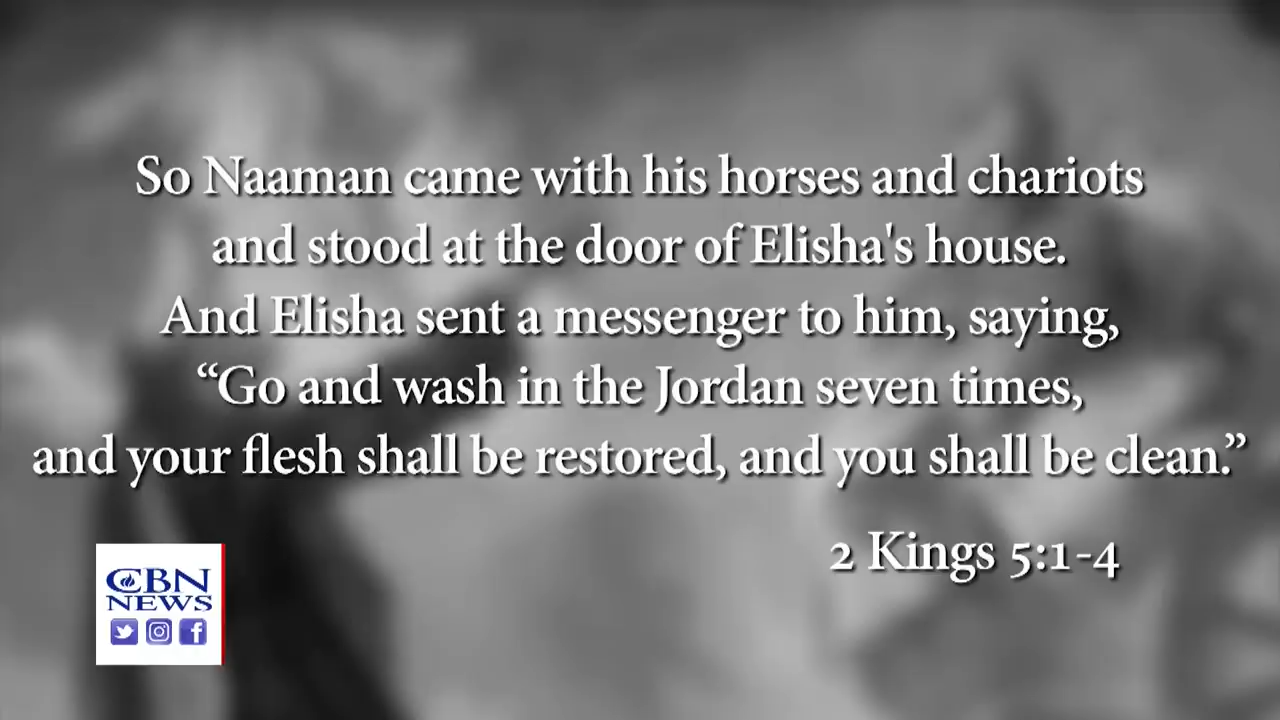 So Naaman came with his horses and chariots
and stood at the door of Elisha's house.
And Elisha sent a messenger to him, saying,
“Go and wash in the Jordan seven times,
and your flesh shall be restored, and you shall be clean.”
2 Kings 5:1-4
CBN
NEWS